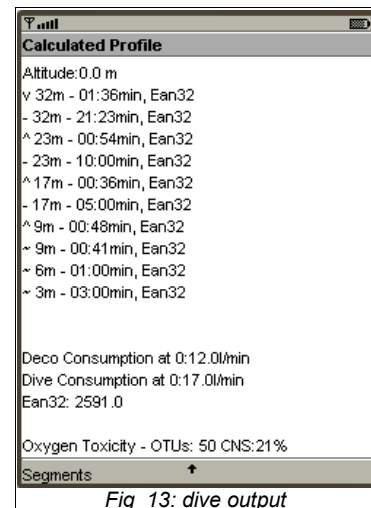 Calculated Profile
Altitude:0.0 m
v 32m - 01:36min, Ean32
- 32m - 21:23min, Ean32
^ 23m - 00:54min, Ean32
- 23m - 10:00min, Ean32
^ 17m - 00:36min, Ean32
- 17m - 05:00min, Ean32
^ 9m - 00:48min, Ean32
~ 9m - 00:41min, Ean32
~ 6m - 01:00min, Ean32
~ 3m - 03:00min, Ean32
Deco Consumption at 0:12.0l/min
Dive Consumption at 0:17.0l/min
Ean32: 2591.0
Oxygen Toxicity - OTUs: 50 CNS:21%
Segments
Fig 13: dive output